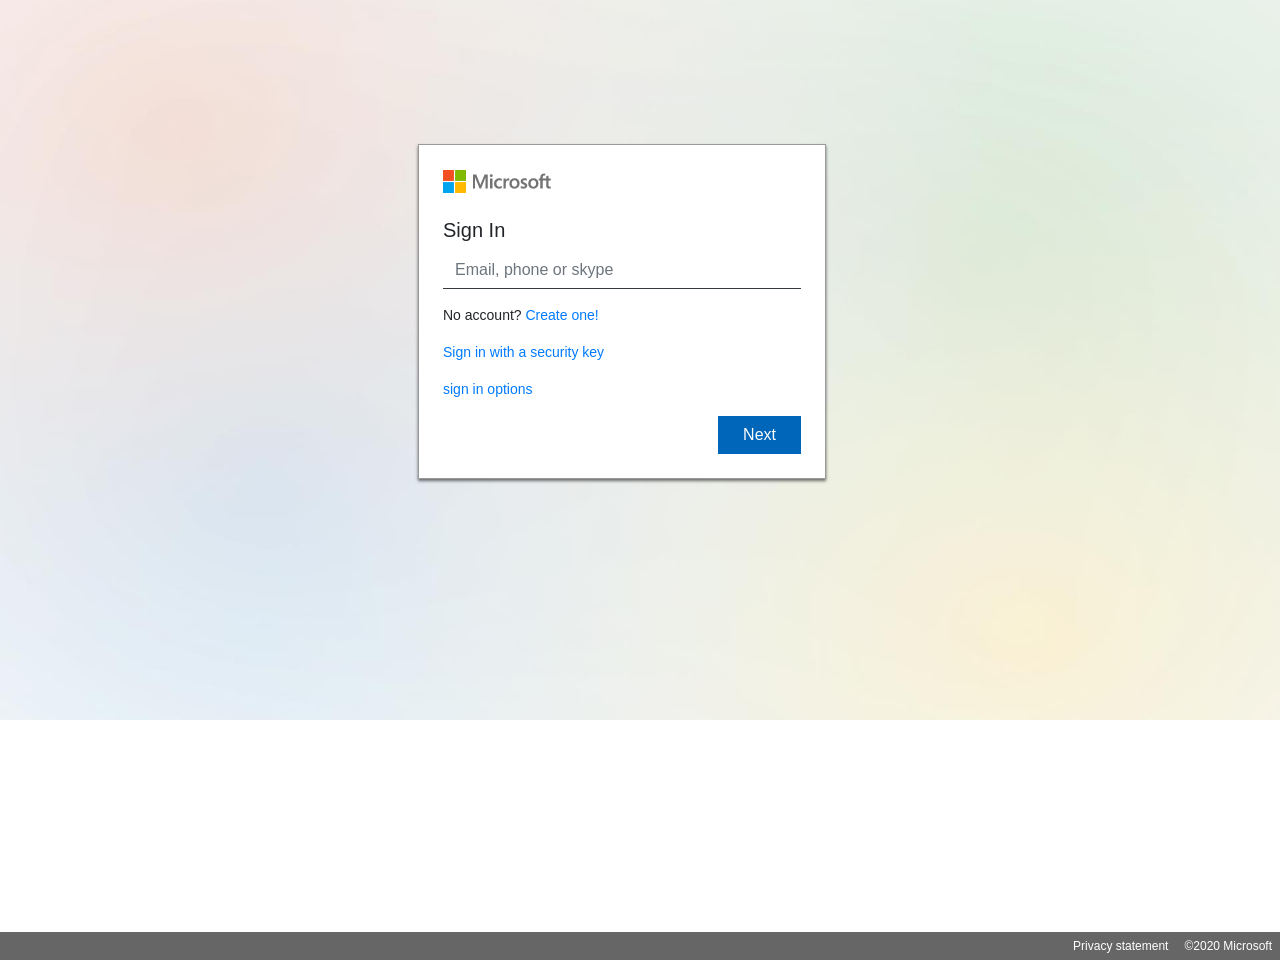 Microsoft
Sign In
Email, phone or skype
No account? Create one!
Sign in with a security key
sign in options
Next
Privacy statement ©2020 Microsoft